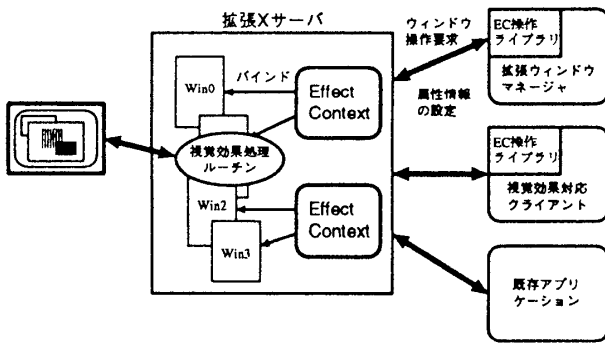 拡張Xサーバ
ウィンドウ
操作要求
EC操作
ライブラリ
拡張ウィンドウ
マネージャ
Win0
バインド
Effect
Context
属性情報
の設定
視覚効果処理
ルーチン
EC操作
ライブラリ
視覚効果対応
クライアント
Win2
Effect
Context
Win3
既存アプリ
ケーション